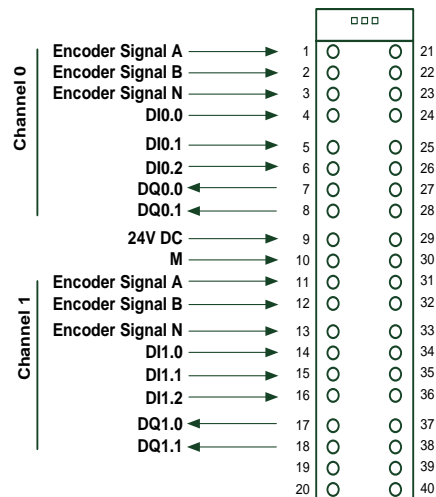 Channel 0
Encoder Signal A 1 21
Encoder Signal B 2 22
Encoder Signal N 3 23
DI0.0 4 24
DI0.1 5 25
DI0.2 6 26
DQ0.0 7 27
DQ0.1 8 28
24V DC 9 29
M 10 30
Channel 1
Encoder Signal A 11 31
Encoder Signal B 12 32
Encoder Signal N 13 33
DI1.0 14 34
DI1.1 15 35
DI1.2 16 36
DQ1.0 17 37
DQ1.1 18 38
19 39
20 40